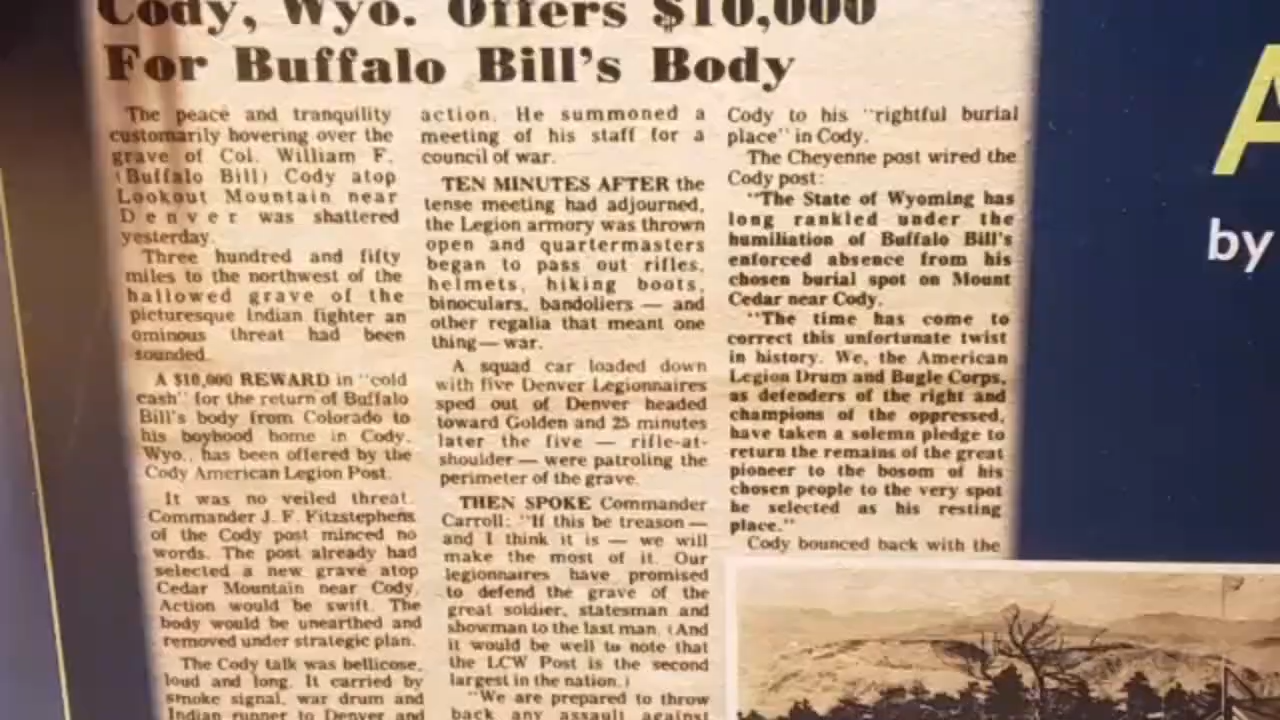 Cody, Wyo. Offers $10,000
For Buffalo Bill's Body
The peace and tranquility
customarily hovering over the
grave of Col. William F.
(Buffalo Bill) Cody atop
Lookout Mountain near
Denver was shattered
yesterday.
Three hundred and fifty
miles to the northwest of the
hallowed grave of the
picturesque Indian fighter an
ominous threat had been
sounded.
A $10,000 REWARD in "cold
cash" for the return of Buffalo
Bill's body from Colorado to
his boyhood home in Cody,
Wyo., has been offered by the
Cody American Legion Post.
It was no veiled threat.
Commander J. F. Fitzstephens
of the Cody post minced no
words. The post already had
selected a new grave atop
Cedar Mountain near Cody.
Action would be swift. The
body would be unearthed and
removed under strategic plan.
The Cody talk was bellicose,
loud and long. It carried by
smoke signal, war drum and
Indian runner to Denver and
action. He summoned a
meeting of his staff for a
council of war.
TEN MINUTES AFTER the
tense meeting had adjourned,
the Legion armory was thrown
open and quartermasters
began to pass out rifles,
helmets, hiking boots,
binoculars, bandoliers — and
other regalia that meant one
thing — war.
A squad car loaded down
with five Denver Legionnaires
sped out of Denver headed
toward Golden and 25 minutes
later the five — rifle-at-
shoulder — were patroling the
perimeter of the grave.
THEN SPOKE Commander
Carroll: "If this be treason —
and I think it is — we will
make the most of it. Our
legionnaires have promised
to defend the grave of the
great soldier, statesman and
showman to the last man. (And
it would be well to note that
the LCW Post is the second
largest in the nation.)
"We are prepared to throw
back any assault against
Cody to his "rightful burial
place" in Cody.
The Cheyenne post wired the
Cody post:
"The State of Wyoming has
long rankled under the
humiliation of Buffalo Bill's
enforced absence from his
chosen burial spot on Mount
Cedar near Cody.
"The time has come to
correct this unfortunate twist
in history. We, the American
Legion Drum and Bugle Corps,
as defenders of the right and
champions of the oppressed,
have taken a solemn pledge to
return the remains of the great
pioneer to the bosom of his
chosen people to the very spot
he selected as his resting
place."
Cody bounced back with the
A
by